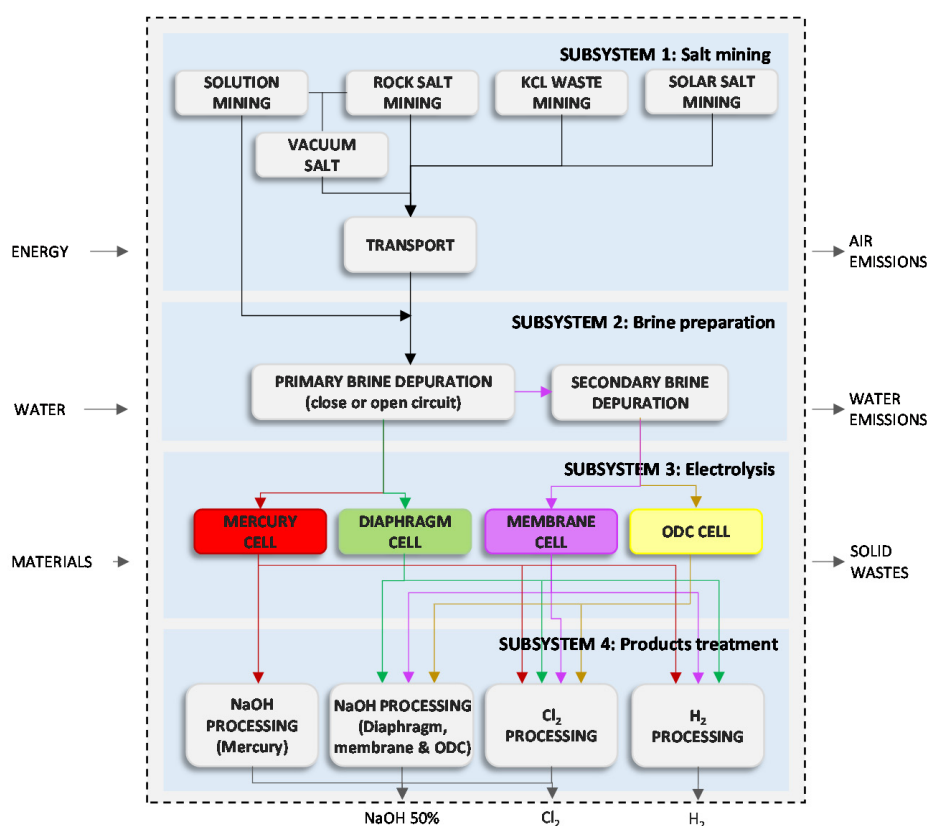 SUBSYSTEM 1: Salt mining
SOLUTION
MINING
ROCK SALT
MINING
KCL WASTE
MINING
SOLAR SALT
MINING
VACUUM
SALT
TRANSPORT
ENERGY
AIR
EMISSIONS
SUBSYSTEM 2: Brine preparation
PRIMARY BRINE DEPURATION
(close or open circuit)
SECONDARY BRINE
DEPURATION
WATER
WATER
EMISSIONS
SUBSYSTEM 3: Electrolysis
MERCURY
CELL
DIAPHRAGM
CELL
MEMBRANE
CELL
ODC CELL
MATERIALS
SOLID
WASTES
SUBSYSTEM 4: Products treatment
NaOH
PROCESSING
(Mercury)
NaOH PROCESSING
(Diaphragm,
membrane & ODC)
Cl₂
PROCESSING
H₂
PROCESSING
NaOH 50%
Cl₂
H₂